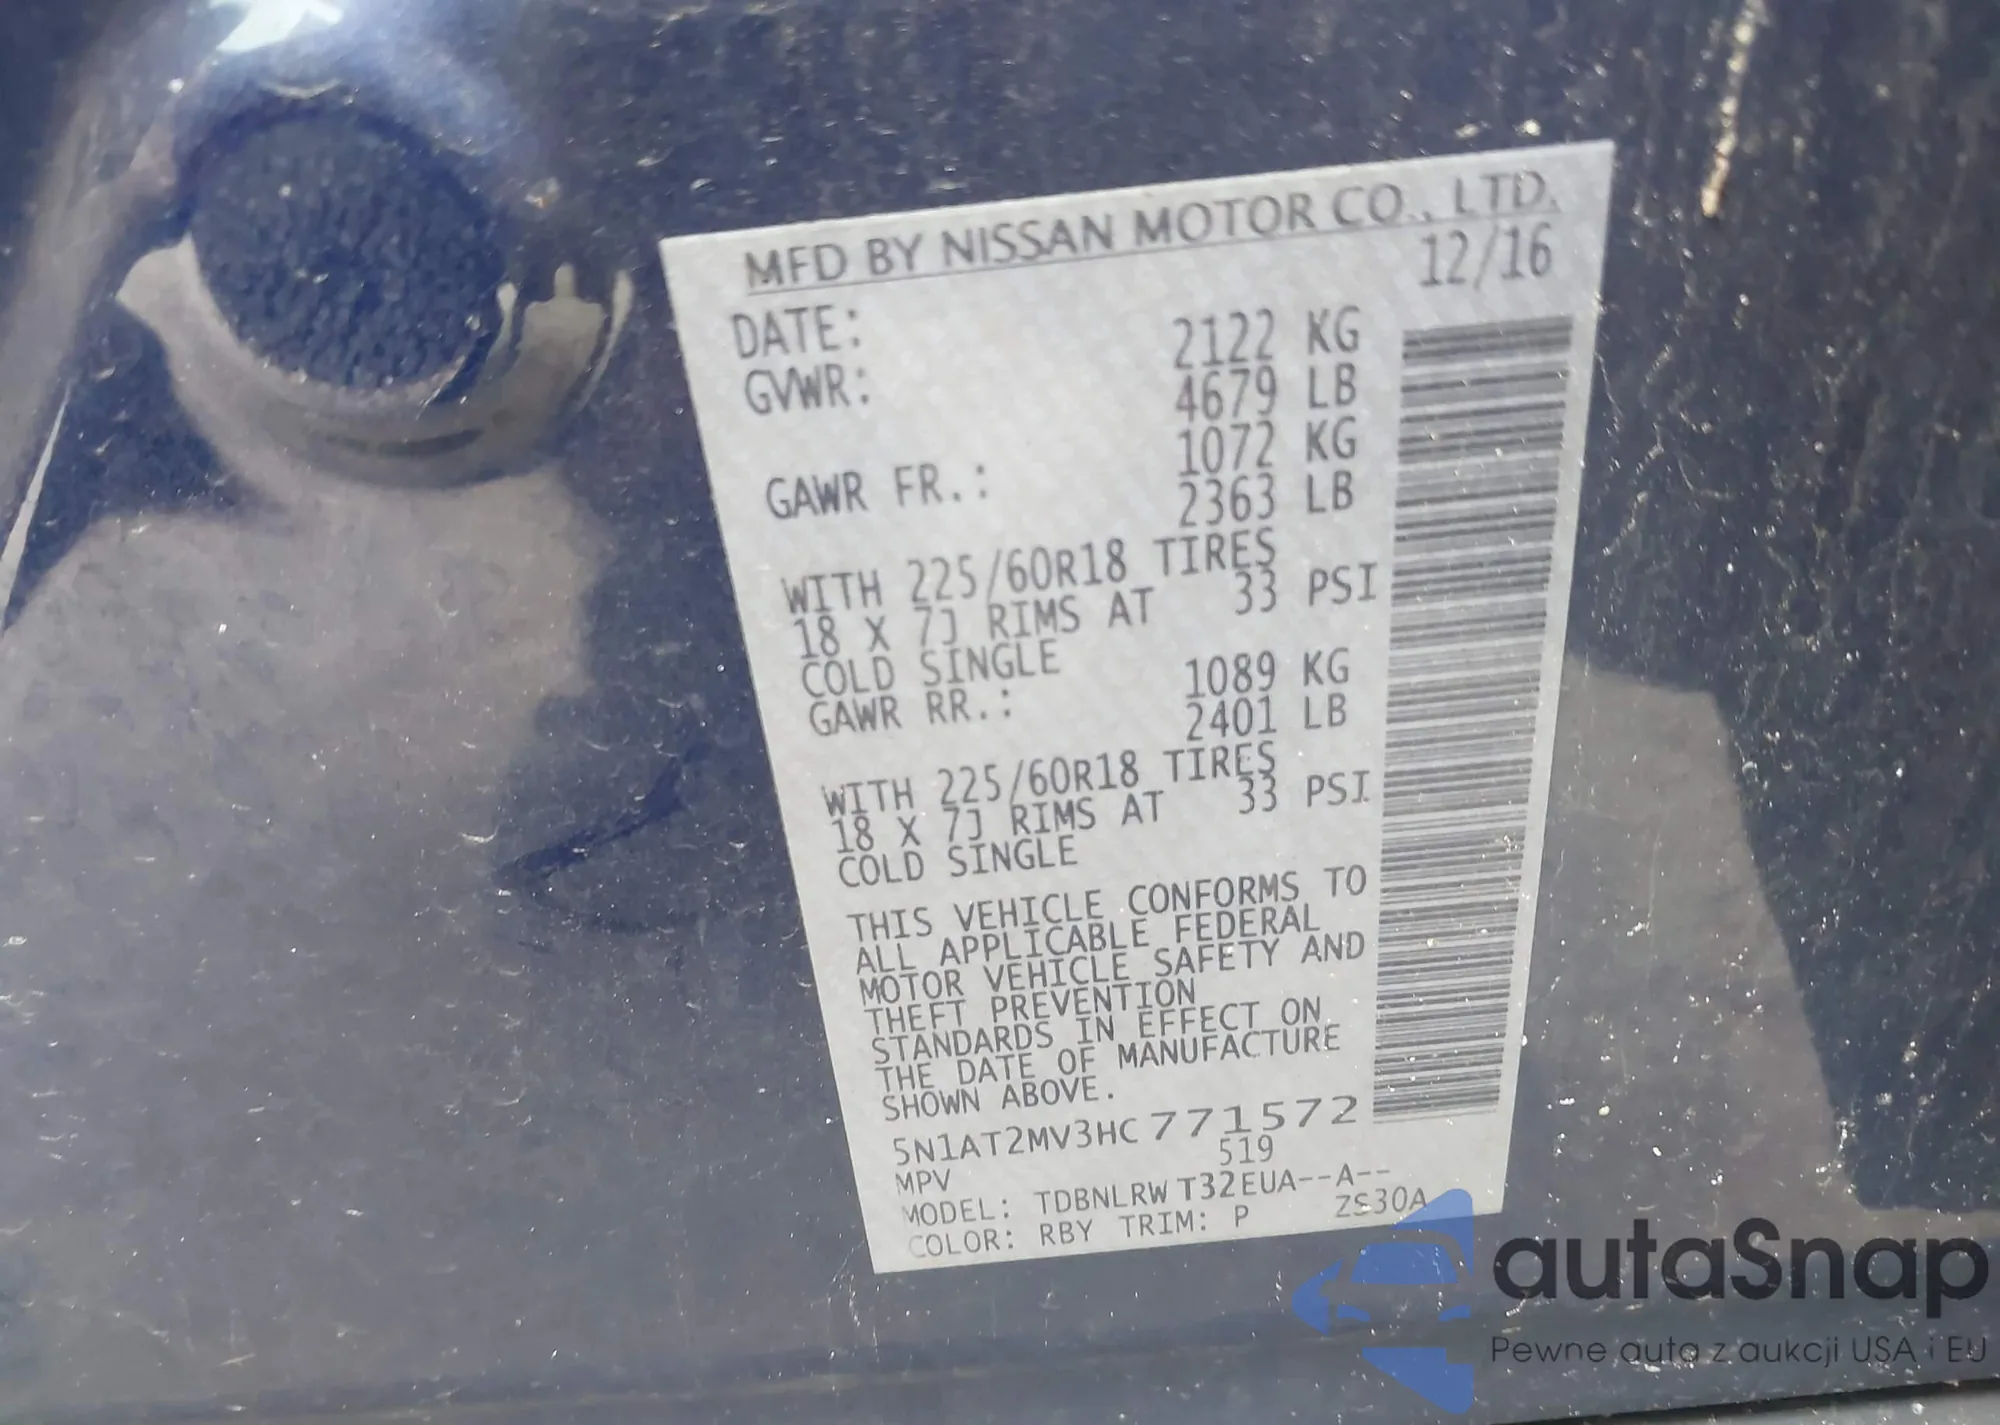 MFD BY NISSAN MOTOR CO., LTD.
DATE: 12/16
GVWR: 2122 KG
4679 LB
GAWR FR.: 1072 KG
2363 LB
WITH 225/60R18 TIRES
18 X 7J RIMS AT 33 PSI
COLD SINGLE
GAWR RR.: 1089 KG
2401 LB
WITH 225/60R18 TIRES
18 X 7J RIMS AT 33 PSI
COLD SINGLE
THIS VEHICLE CONFORMS TO
ALL APPLICABLE FEDERAL
MOTOR VEHICLE SAFETY AND
THEFT PREVENTION
STANDARDS IN EFFECT ON
THE DATE OF MANUFACTURE
SHOWN ABOVE.
5N1AT2MV3HC771572
MPV 519
MODEL: TDBNLRW T32EUA--A--
COLOR: RBY TRIM: P ZS30A
autaSnap
Pewne auta z aukcji USA i EU